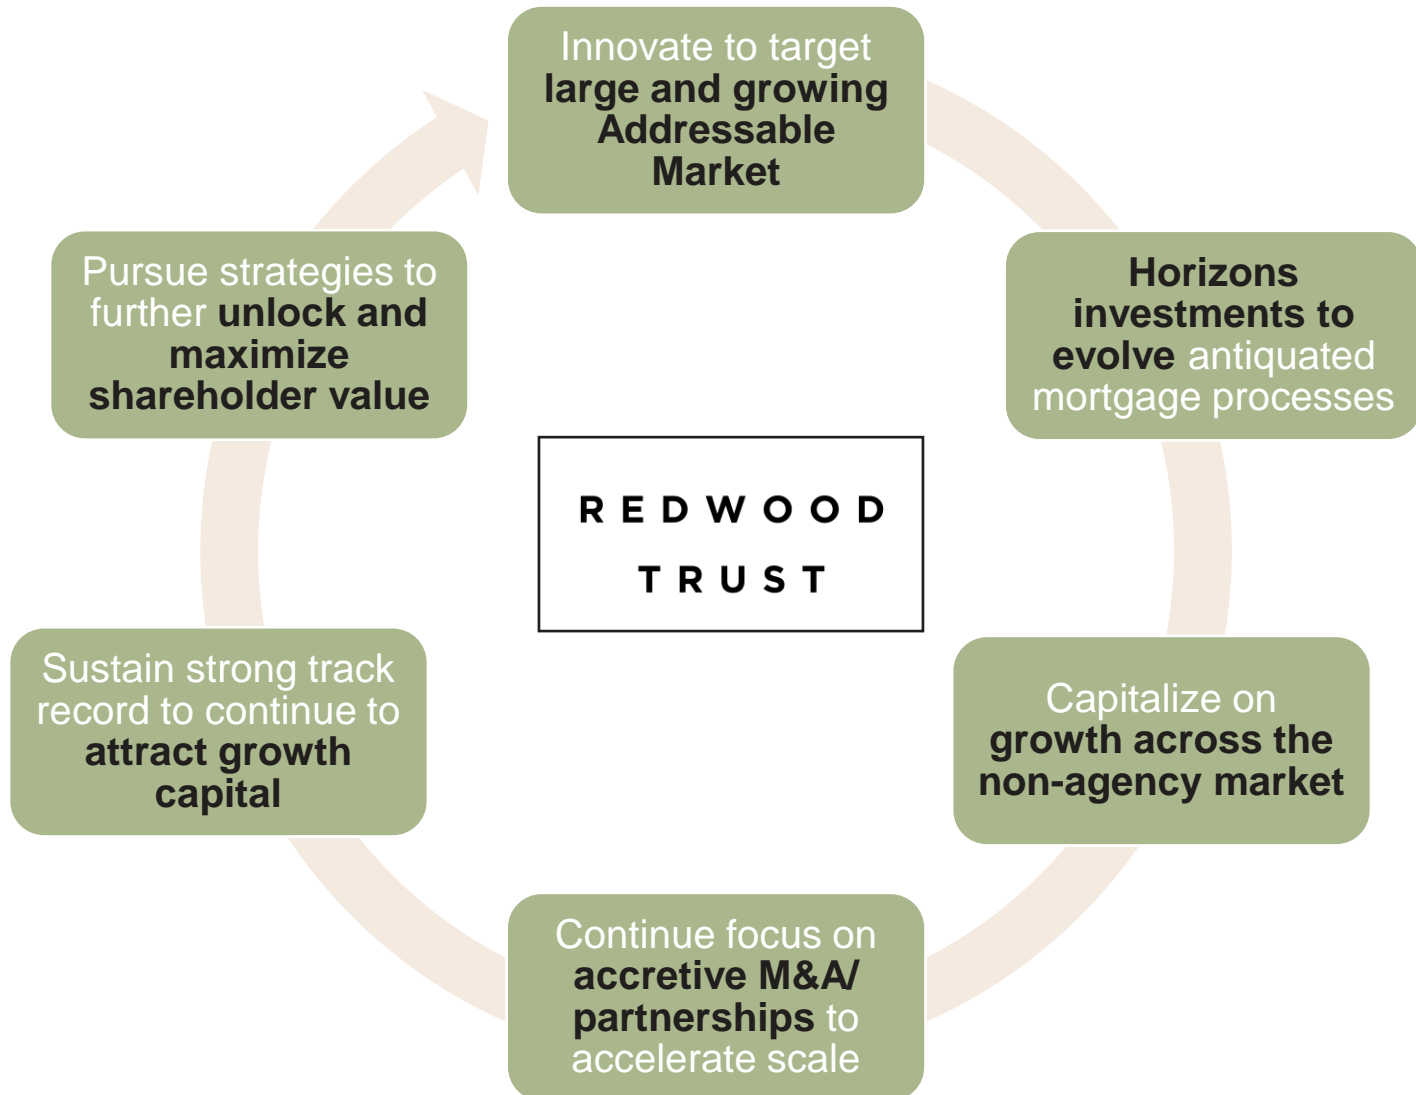 Innovate to target
large and growing
Addressable
Market
Horizons
investments to
evolve antiquated
mortgage processes
Capitalize on
growth across the
non-agency market
Continue focus on
accretive M&A/
partnerships to
accelerate scale
Sustain strong track
record to continue to
attract growth
capital
Pursue strategies to
further unlock and
maximize
shareholder value
REDWOOD
TRUST